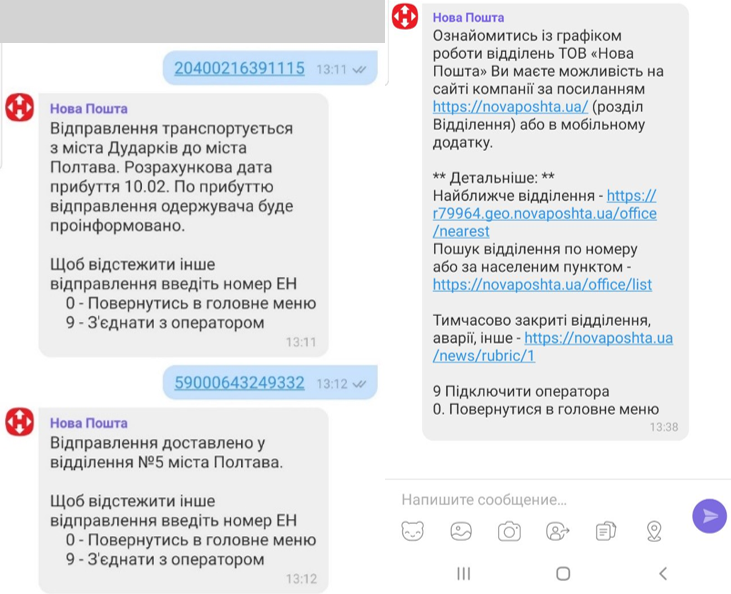 20400216391115 13:11
Нова Пошта
Відправлення транспортується
з міста Дударків до міста
Полтава. Розрахункова дата
прибуття 10.02. По прибуттю
відправлення одержувача буде
проінформовано.
Щоб відстежити інше
відправлення введіть номер ЕН
0 - Повернутись в головне меню
9 - З'єднати з оператором
13:11
59000643249332 13:12
Нова Пошта
Відправлення доставлено у
відділення №5 міста Полтава.
Щоб відстежити інше
відправлення введіть номер ЕН
0 - Повернутись в головне меню
9 - З'єднати з оператором
13:12
Нова Пошта
Ознайомитись із графіком
роботи відділень ТОВ «Нова
Пошта» Ви маєте можливість на
сайті компанії за посиланням
https://novaposhta.ua/ (розділ
Відділення) або в мобільному
додатку.
** Детальніше: **
Найближче відділення - https://
r79964.geo.novaposhta.ua/office
/nearest
Пошук відділення по номеру
або за населеним пунктом -
https://novaposhta.ua/office/list
Тимчасово закриті відділення,
аварії, інше - https://novaposhta.ua
/news/rubric/1
9 Підключити оператора
0. Повернутися в головне меню
13:38
Напишите сообщение...